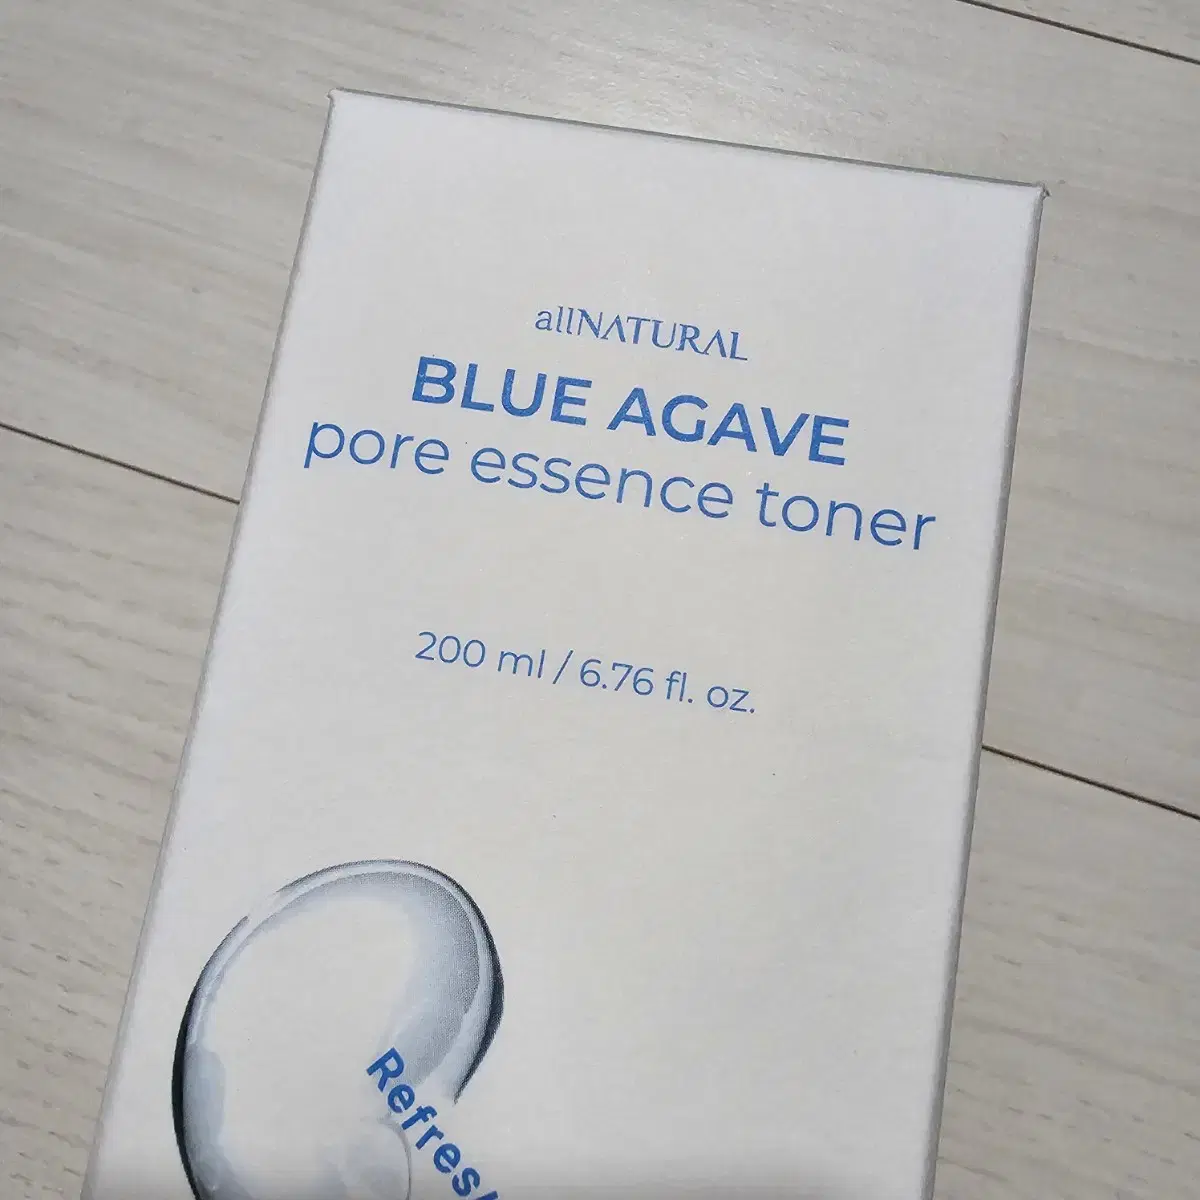 allNATURAL
BLUE AGAVE
pore essence toner
200 ml / 6.76 fl. oz.